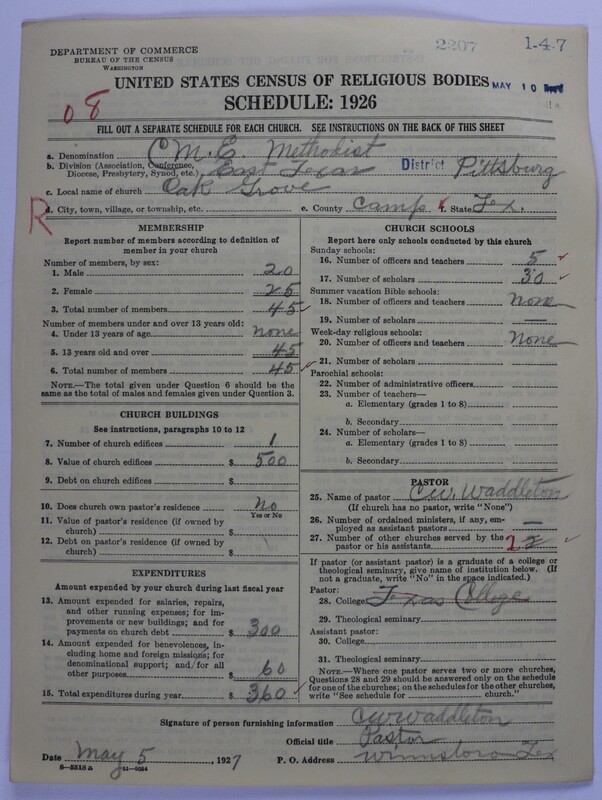 2207 1-4-7
DEPARTMENT OF COMMERCE
BUREAU OF THE CENSUS
WASHINGTON
UNITED STATES CENSUS OF RELIGIOUS BODIES MAY 10
SCHEDULE: 1926
08
FILL OUT A SEPARATE SCHEDULE FOR EACH CHURCH. SEE INSTRUCTIONS ON THE BACK OF THIS SHEET
a. Denomination C M. E. Methodist
b. Division (Association, Conference, Diocese, Presbytery, Synod, etc.) East Texas District Pittsburg
c. Local name of church Oak Grove
R
d. City, town, village, or township, etc. e. County Camp f. State Tex.
MEMBERSHIP
Report number of members according to definition of member in your church
Number of members, by sex:
1. Male 20
2. Female 25
3. Total number of members 45
Number of members under and over 13 years old:
4. Under 13 years of age none
5. 13 years old and over 45
6. Total number of members 45
NOTE.—The total given under Question 6 should be the same as the total of males and females given under Question 3.
CHURCH BUILDINGS
See instructions, paragraphs 10 to 12
7. Number of church edifices 1
8. Value of church edifices $ 500
9. Debt on church edifices $
10. Does church own pastor's residence No
Yes or No
11. Value of pastor's residence (if owned by church) $
12. Debt on pastor's residence (if owned by church) $
EXPENDITURES
Amount expended by your church during last fiscal year
13. Amount expended for salaries, repairs, and other running expenses; for improvements or new buildings; and for payments on church debt $ 300
14. Amount expended for benevolences, including home and foreign missions; for denominational support; and/for all other purposes $ 60
15. Total expenditures during year $ 360
CHURCH SCHOOLS
Report here only schools conducted by this church
Sunday schools:
16. Number of officers and teachers 5
17. Number of scholars 30
Summer vacation Bible schools:
18. Number of officers and teachers None
19. Number of scholars —
Week-day religious schools:
20. Number of officers and teachers None
21. Number of scholars
Parochial schools:
22. Number of administrative officers
23. Number of teachers—
a. Elementary (grades 1 to 8)
b. Secondary
24. Number of scholars—
a. Elementary (grades 1 to 8)
b. Secondary
PASTOR
25. Name of pastor C.W. Waddleton
(If church has no pastor, write "None")
26. Number of ordained ministers, if any, employed as assistant pastors —
27. Number of other churches served by the pastor or his assistants 2
If pastor (or assistant pastor) is a graduate of a college or theological seminary, give name of institution below. (If not a graduate, write "No" in the space indicated.)
Pastor:
28. College Texas College
29. Theological seminary
Assistant pastor:
30. College
31. Theological seminary
NOTE.—Where one pastor serves two or more churches, Questions 28 and 29 should be answered only on the schedule for one of the churches; on the schedules for the other churches, write "See schedule for church."
Signature of person furnishing information C W Waddleton
Official title Pastor
Date May 5, 1927 P. O. Address Winnsboro Tex